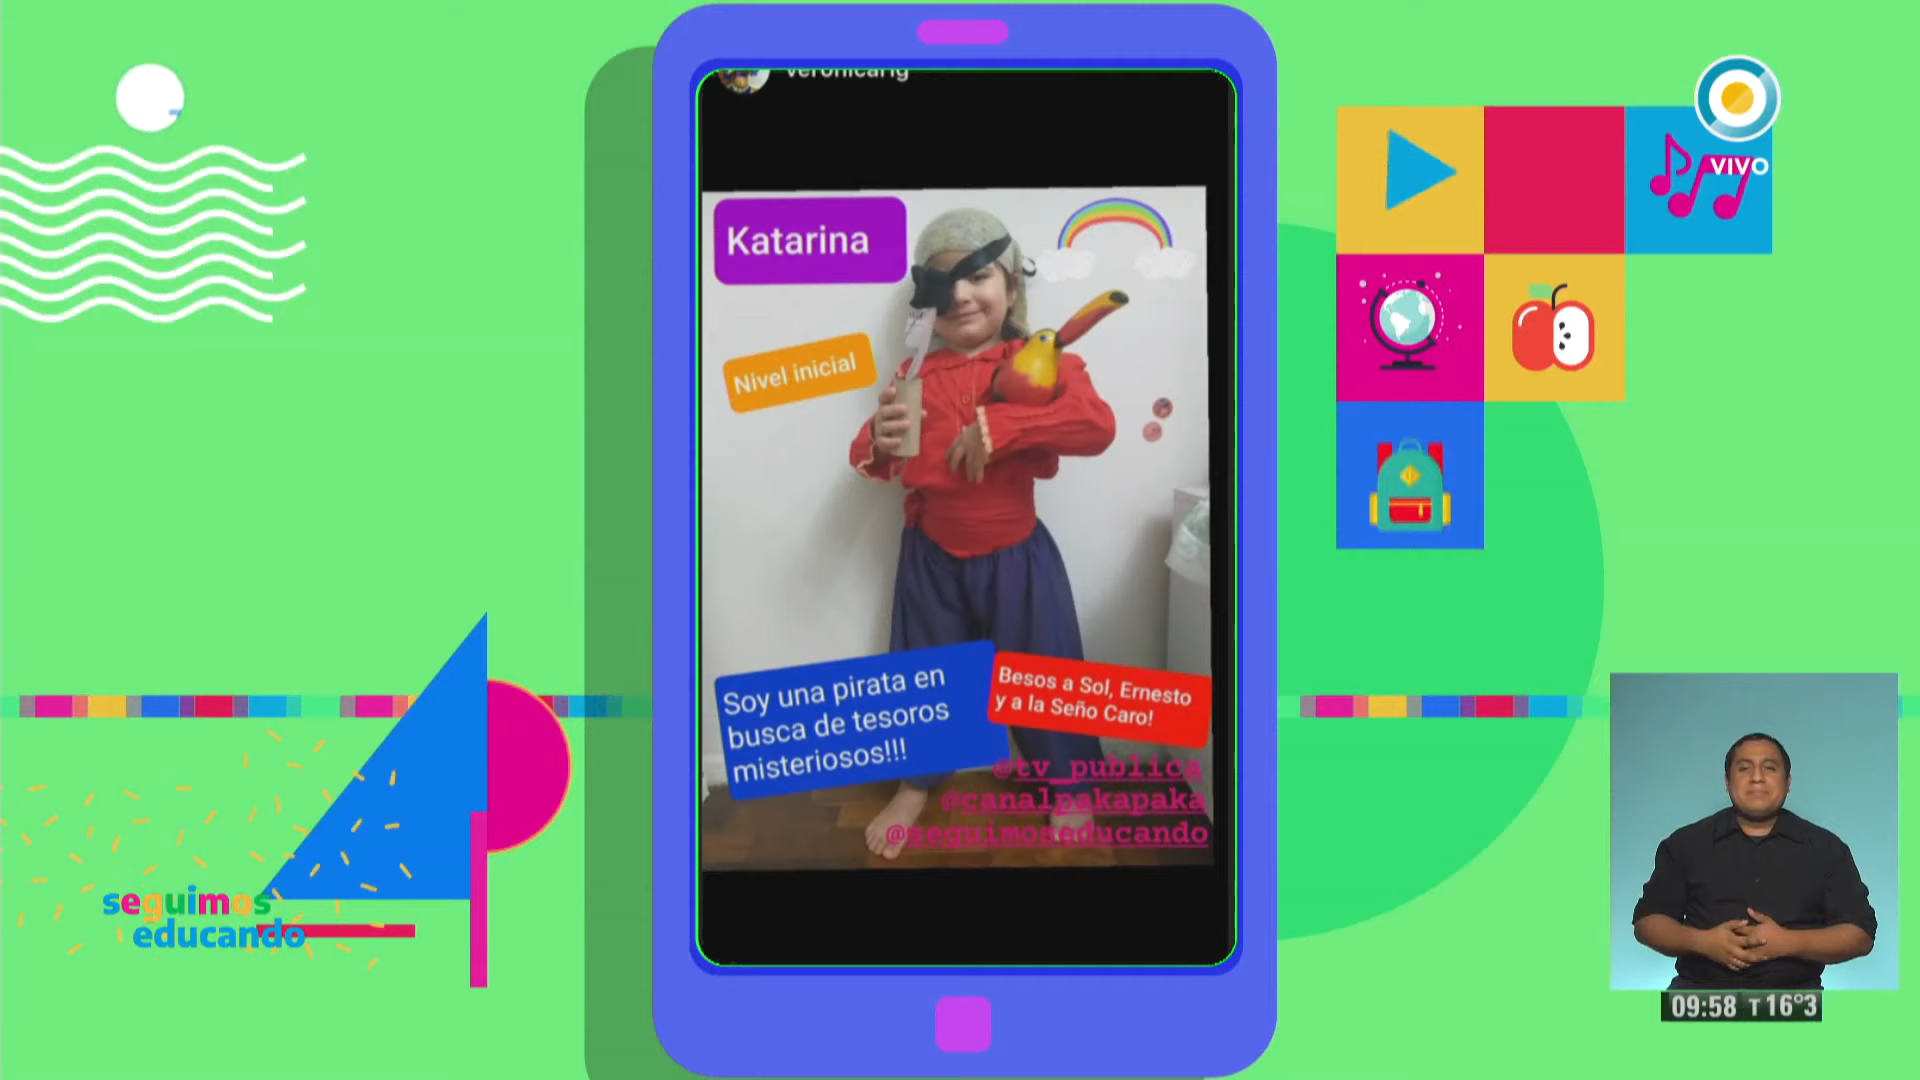 VIVO
Katarina
Nivel inicial
Soy una pirata en
busca de tesoros
misteriosos!!!
Besos a Sol, Ernesto
y a la Seño Caro!
@tv_publica
@canalpakapaka
@seguimoseducando
seguimos
educando
09:58 T 16°3